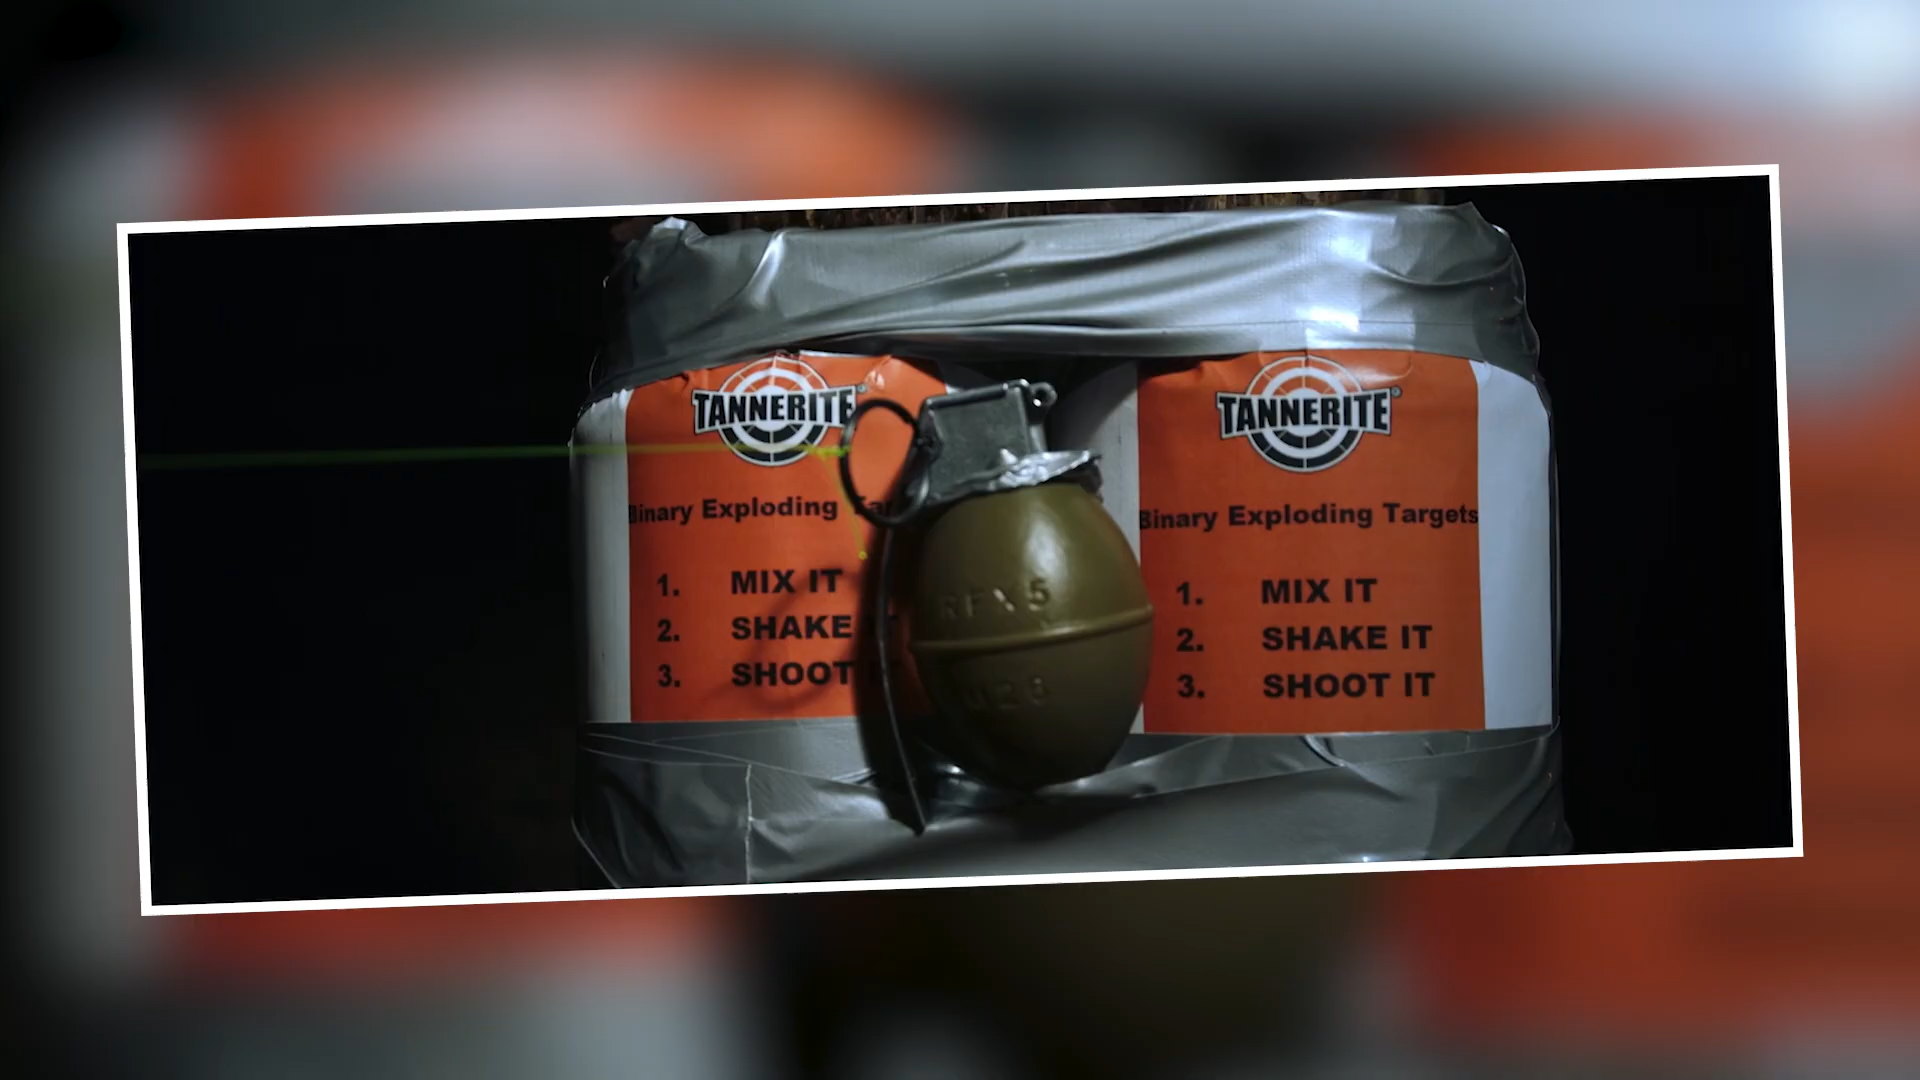 TANNERITE
Binary Exploding
1. MIX IT
2. SHAKE
3. SHOOT
RFX5
TANNERITE
Binary Exploding Targets
1. MIX IT
2. SHAKE IT
3. SHOOT IT